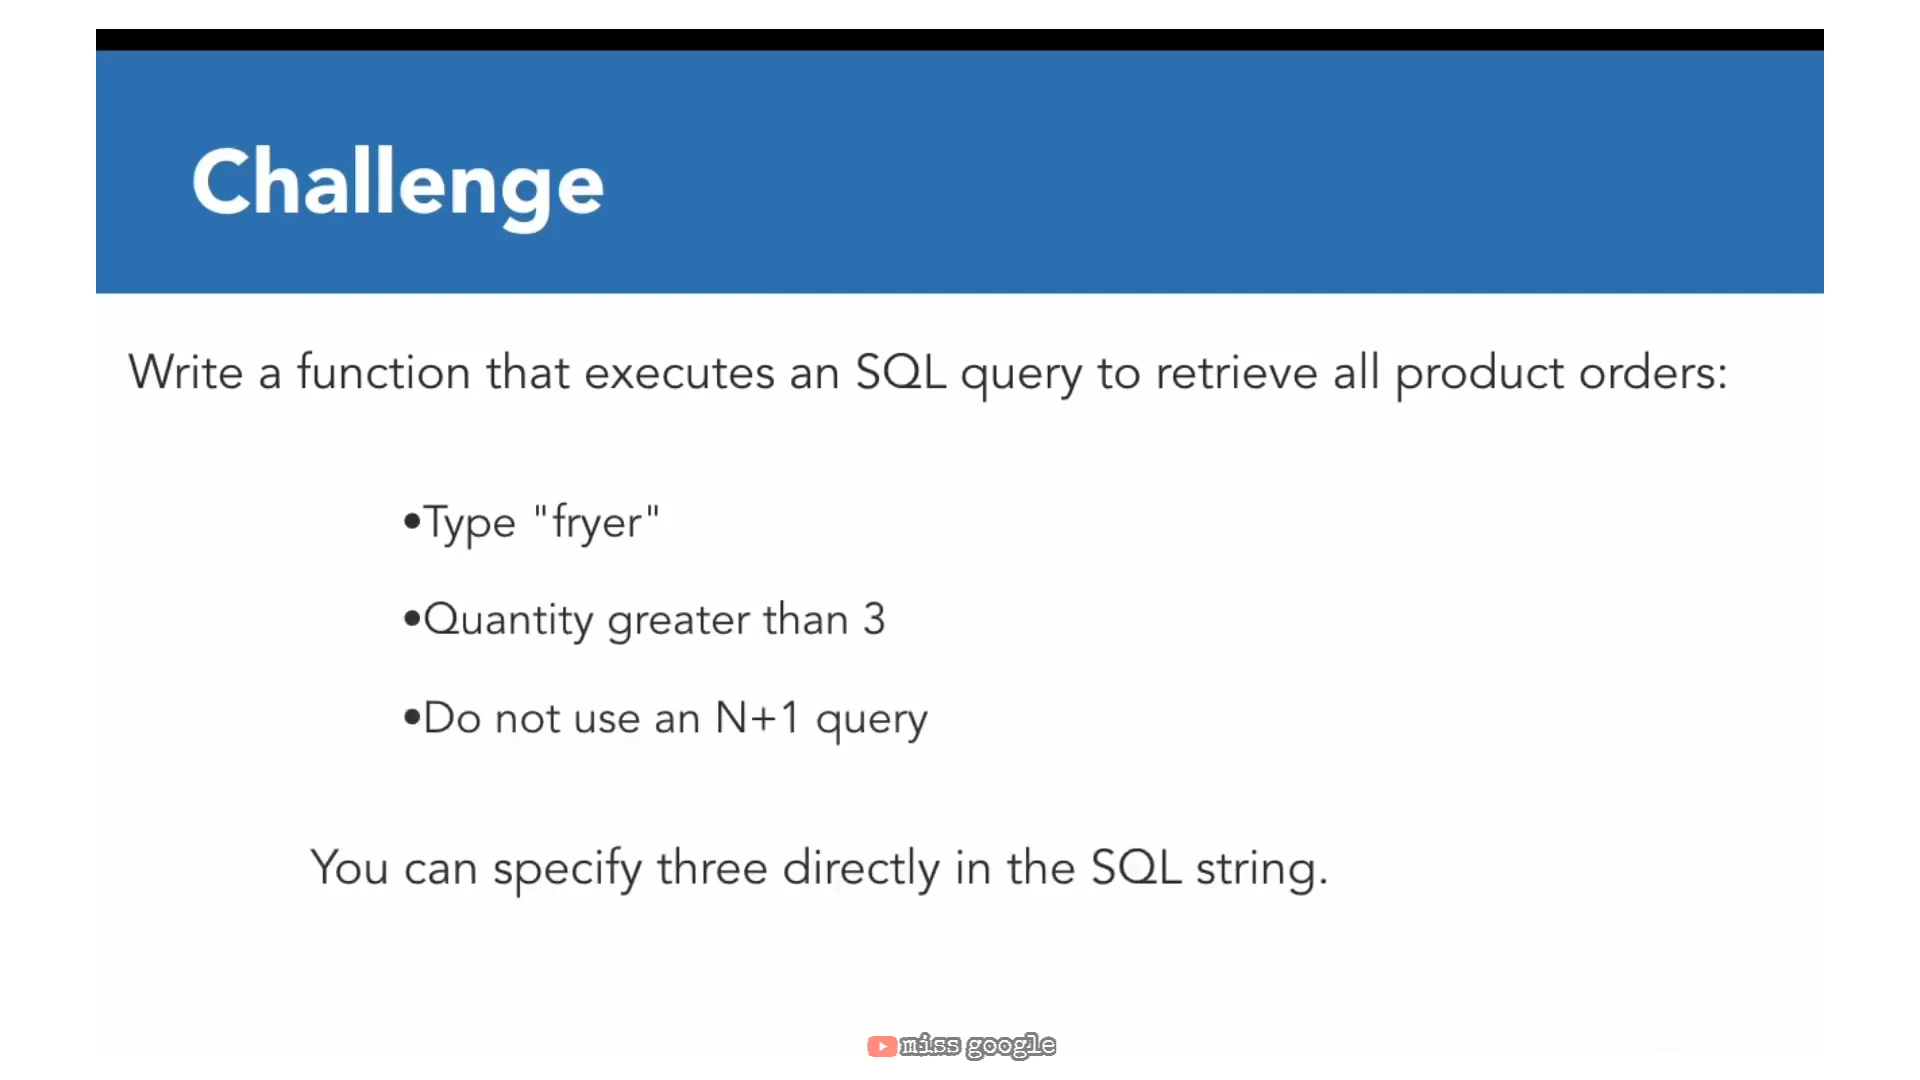 Challenge
Write a function that executes an SQL query to retrieve all product orders:
•Type "fryer"
•Quantity greater than 3
•Do not use an N+1 query
You can specify three directly in the SQL string.
miss google